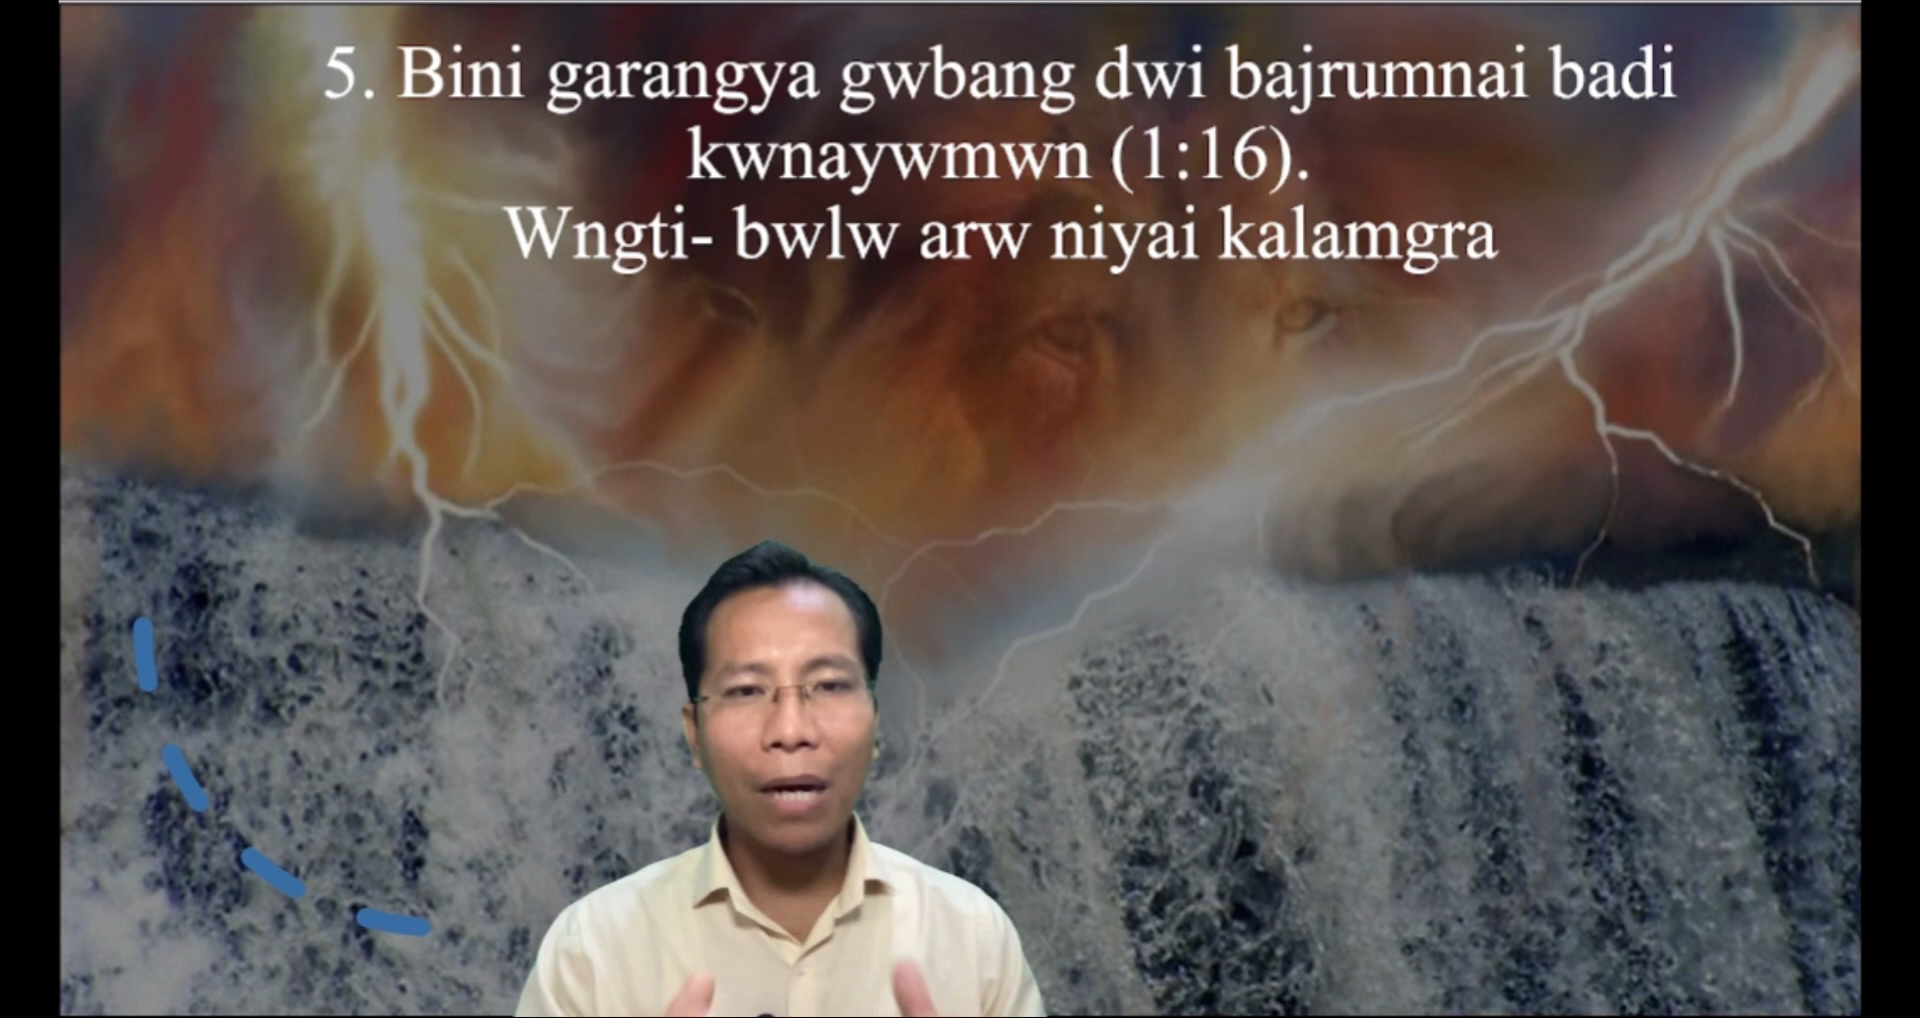 5. Bini garangya gwbang dwi bajrumnai badi
kwnaywmwn (1:16).
Wngti- bwlw arw niyai kalamgra